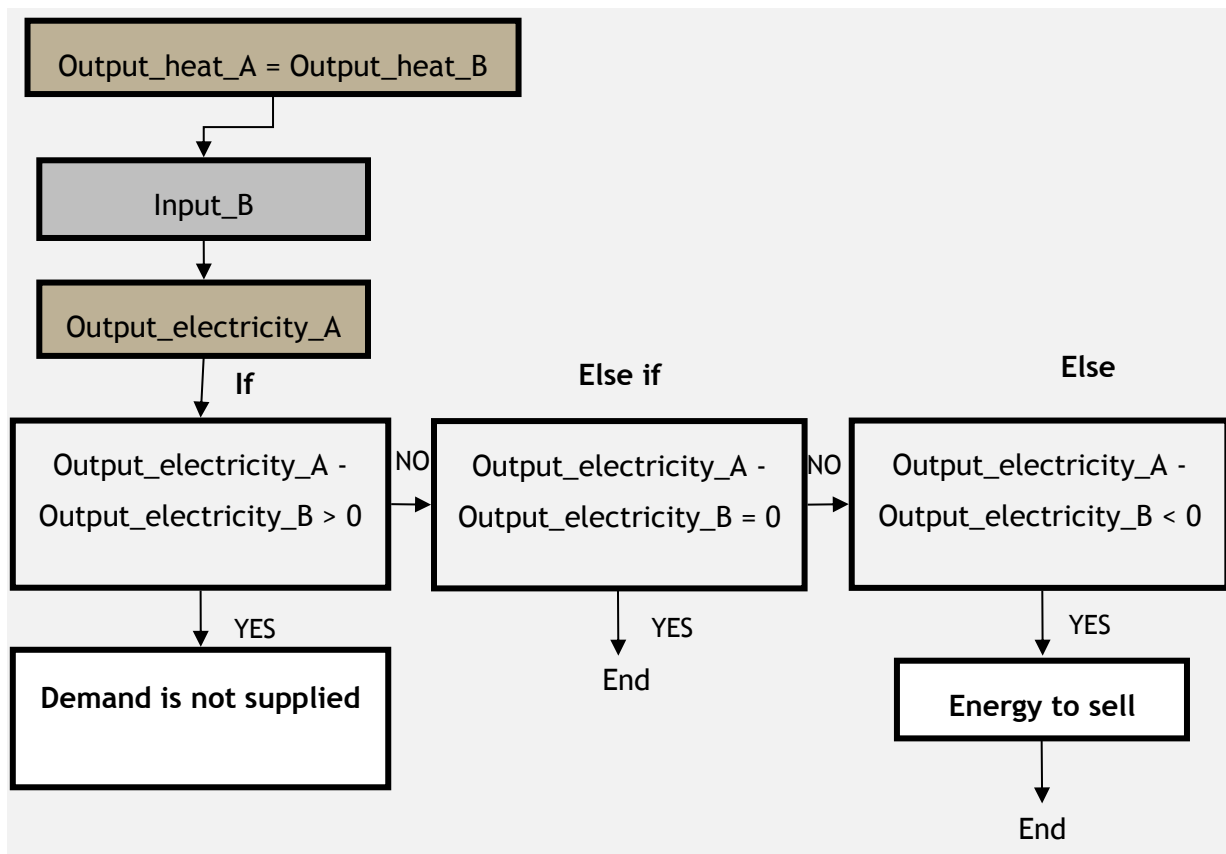 Output_heat_A = Output_heat_B
Input_B
Output_electricity_A
If
Else if
Else
Output_electricity_A -
Output_electricity_B > 0
NO
Output_electricity_A -
Output_electricity_B = 0
NO
Output_electricity_A -
Output_electricity_B < 0
YES
YES
YES
Demand is not supplied
End
Energy to sell
End